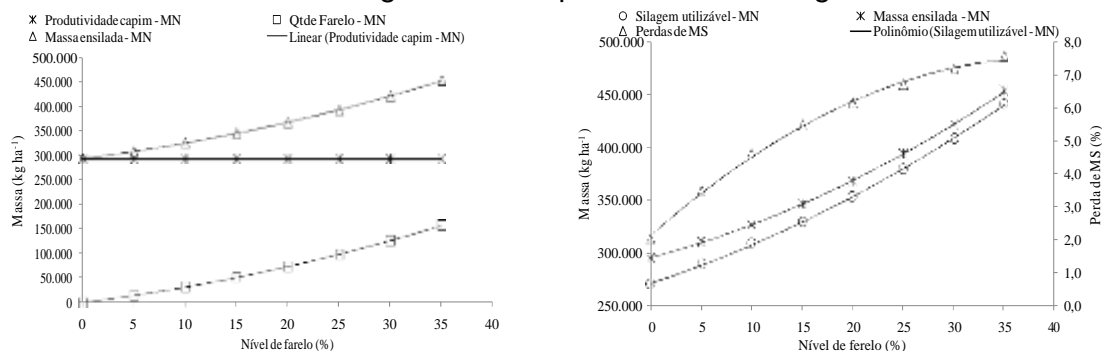 Produtividade capim - MN
Qtde Farelo - MN
Massa ensilada - MN
Linear (Produtividade capim - MN)
500.000
450.000
400.000
350.000
300.000
250.000
200.000
150.000
100.000
50.000
0
Massa (kg ha⁻¹)
0 5 10 15 20 25 30 35 40
Nível de farelo (%)
Silagem utilizável - MN
Massa ensilada - MN
Perdas de MS
Polinômio (Silagem utilizável - MN)
500.000
450.000
400.000
350.000
300.000
250.000
Massa (kg ha⁻¹)
8,0
7,0
6,0
5,0
4,0
3,0
2,0
1,0
0,0
Perda de MS (%)
0 5 10 15 20 25 30 35 40
Nível de ferelo (%)